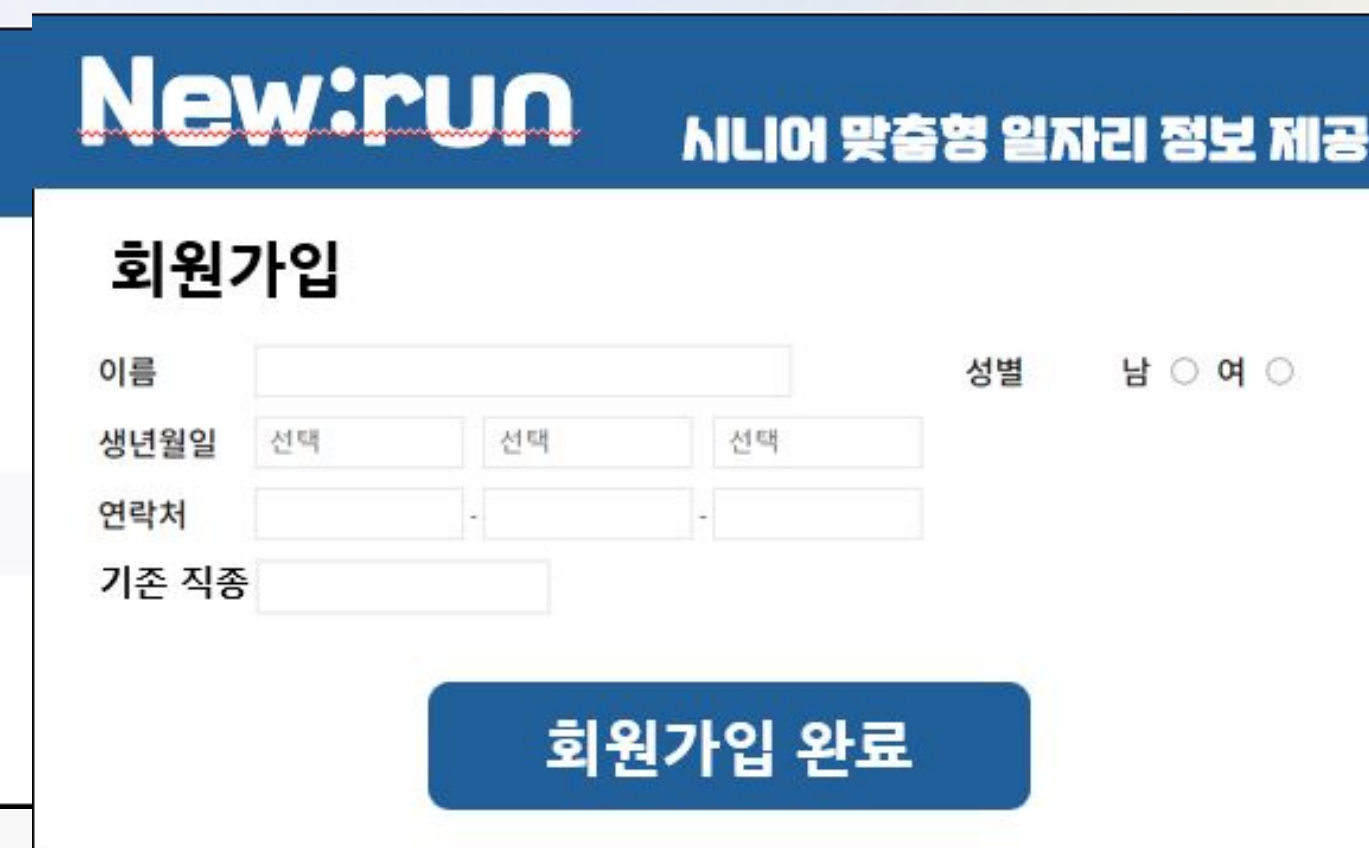 New:run
시니어 맞춤형 일자리 정보 제공
회원가입
이름 성별 남 여
생년월일 선택 선택 선택
연락처 - -
기존 직종
회원가입 완료